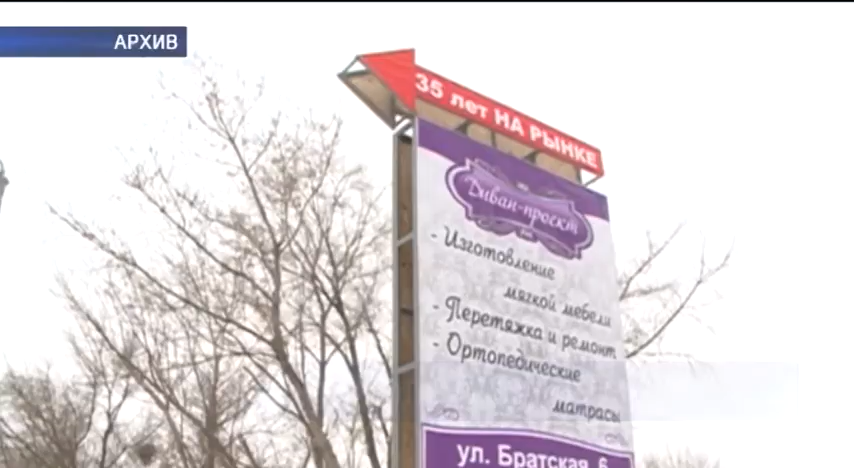 АРХИВ
35 лет НА РЫНКЕ
Диван-проект
- Изготовление
мягкой мебели
- Перетяжка и ремонт
- Ортопедические
матрасы
ул. Братская, 6